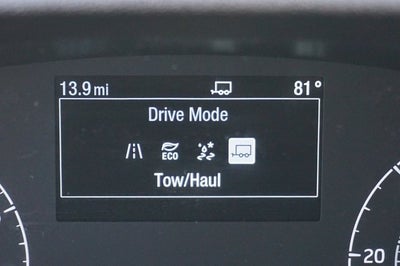 13.9 mi 81°
Drive Mode
ECO
Tow/Haul
20